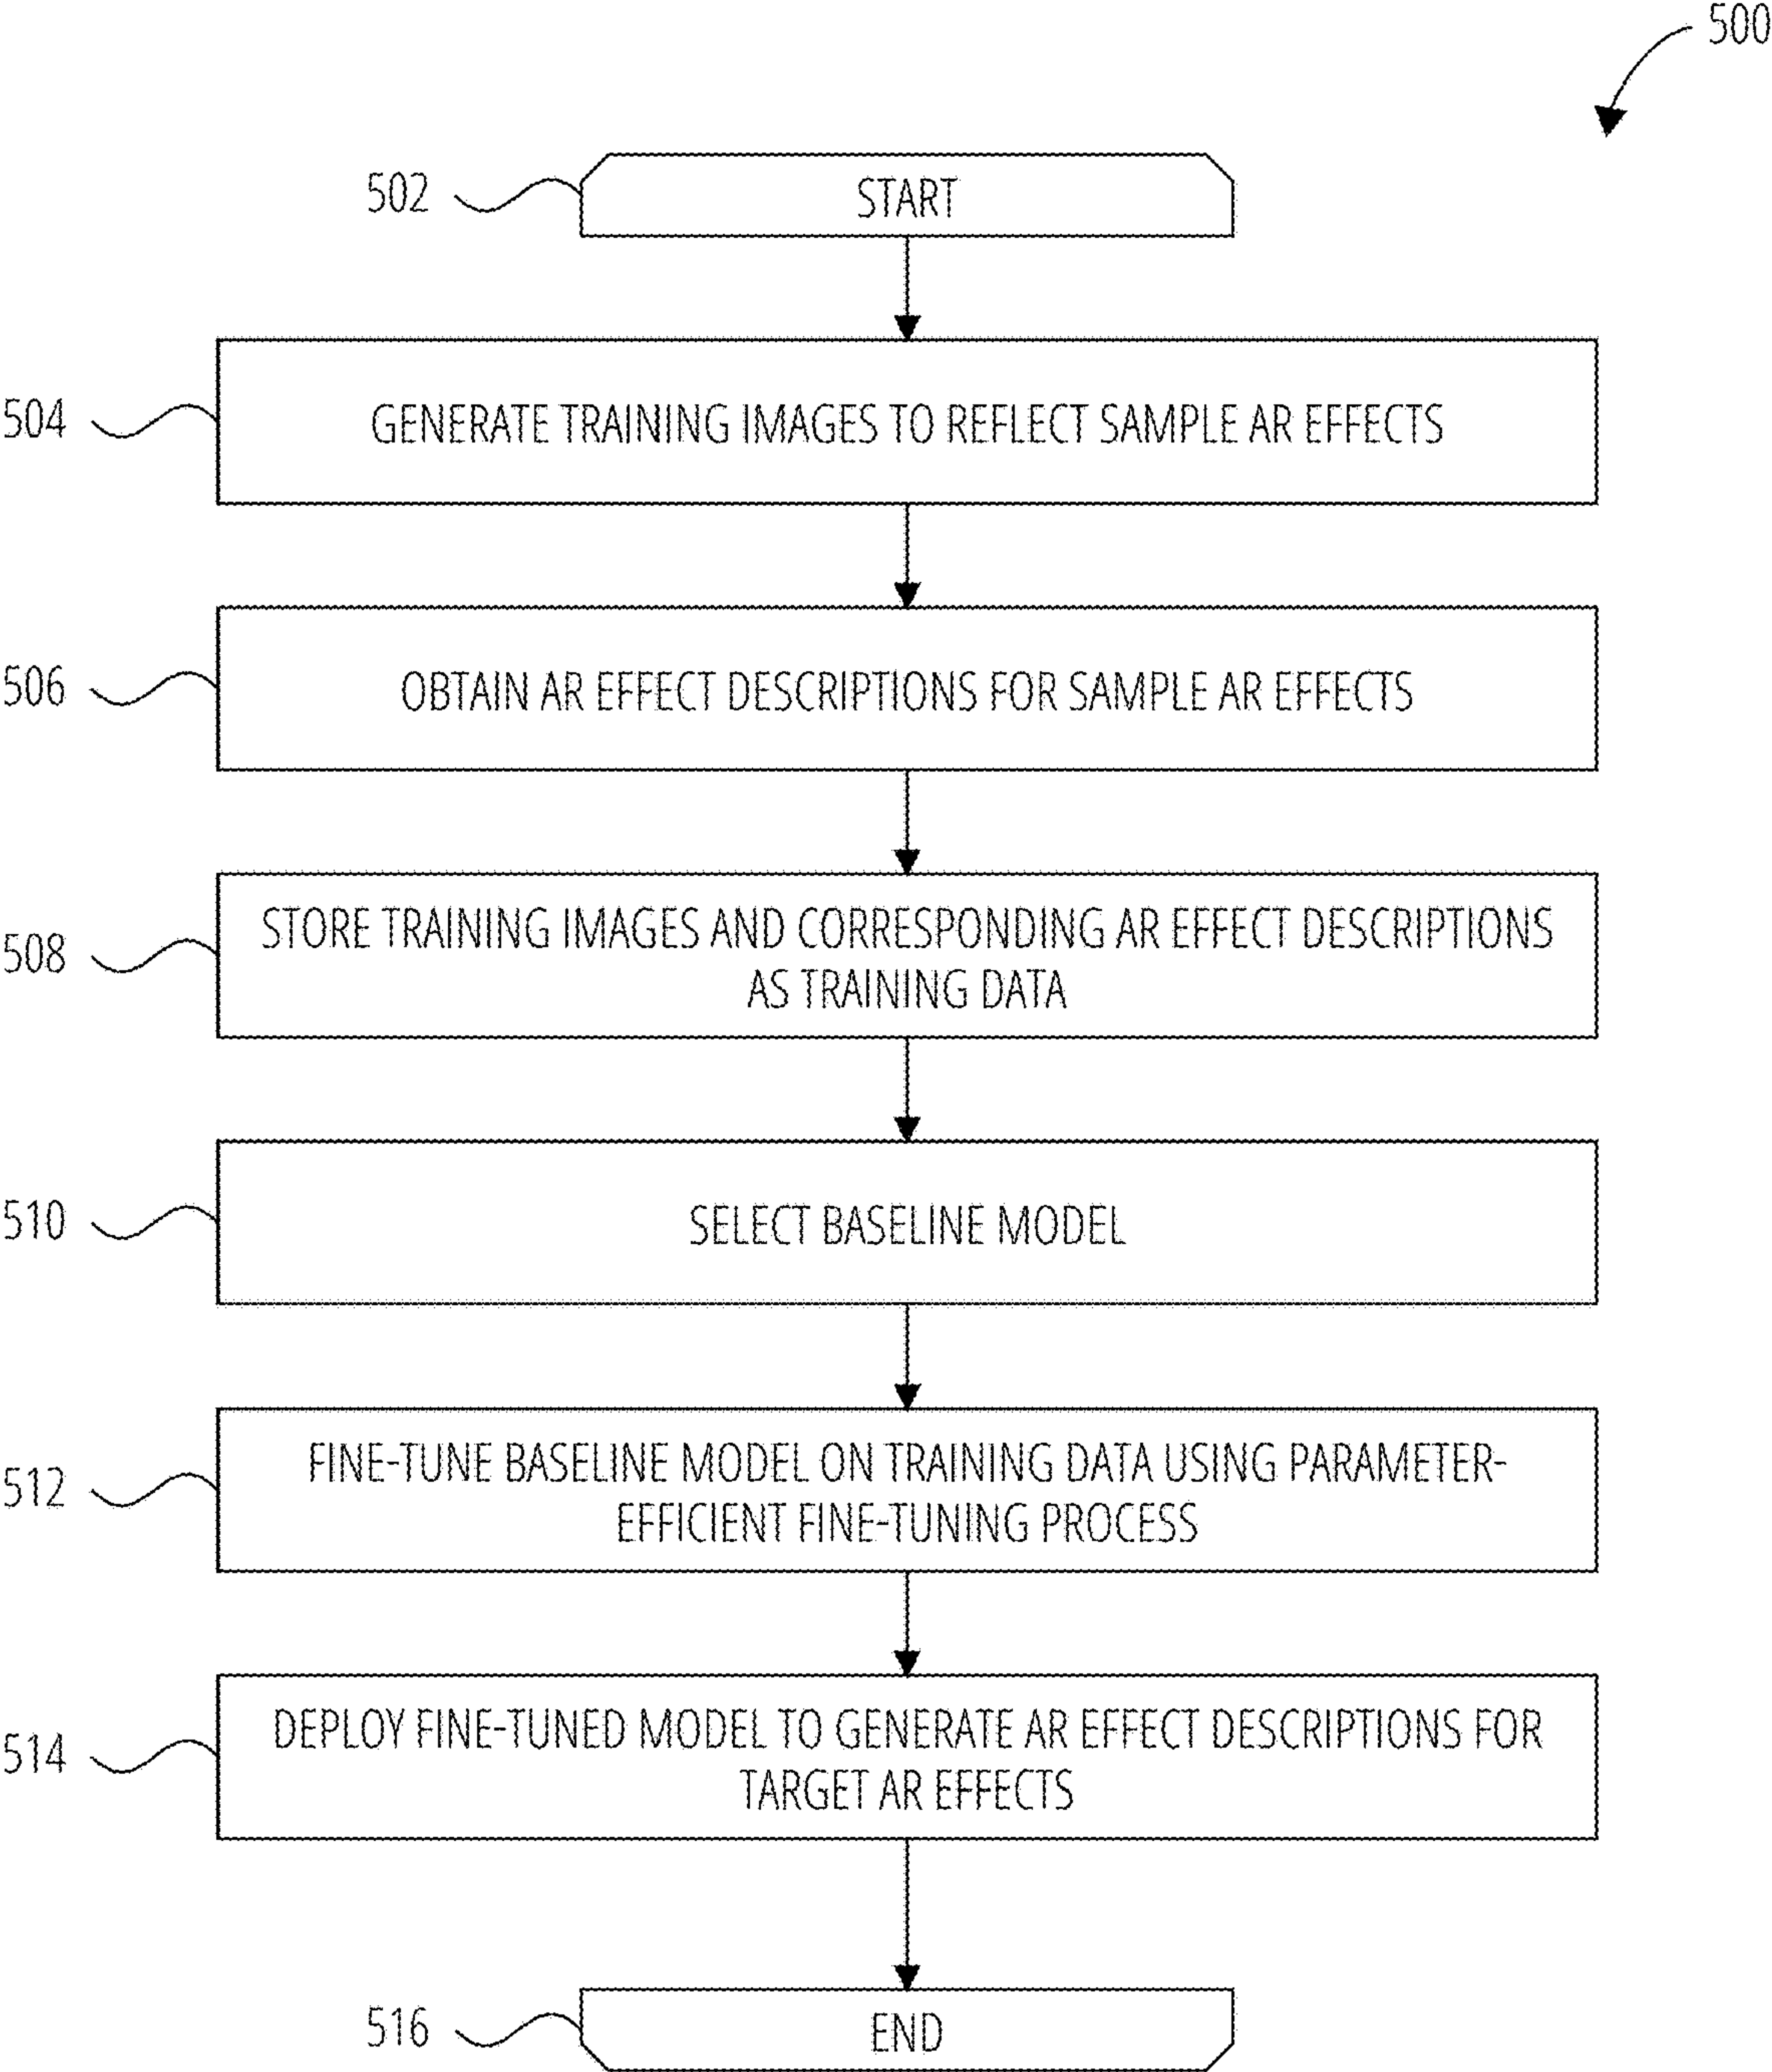 500
502
START
504
GENERATE TRAINING IMAGES TO REFLECT SAMPLE AR EFFECTS
506
OBTAIN AR EFFECT DESCRIPTIONS FOR SAMPLE AR EFFECTS
508
STORE TRAINING IMAGES AND CORRESPONDING AR EFFECT DESCRIPTIONS
AS TRAINING DATA
510
SELECT BASELINE MODEL
512
FINE-TUNE BASELINE MODEL ON TRAINING DATA USING PARAMETER-
EFFICIENT FINE-TUNING PROCESS
514
DEPLOY FINE-TUNED MODEL TO GENERATE AR EFFECT DESCRIPTIONS FOR
TARGET AR EFFECTS
516
END